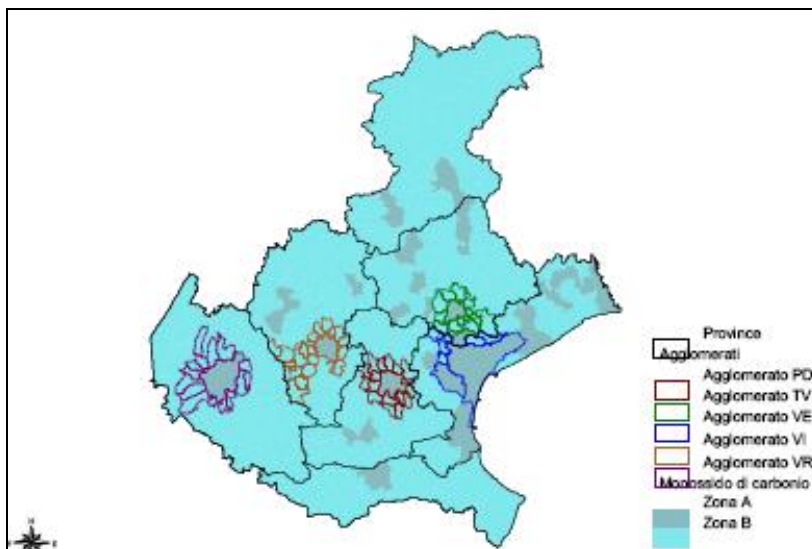 Province
Agglomerati
Agglomerato PD
Agglomerato TV
Agglomerato VE
Agglomerato VI
Agglomerato VR
Monossido di carbonio
Zona A
Zona B